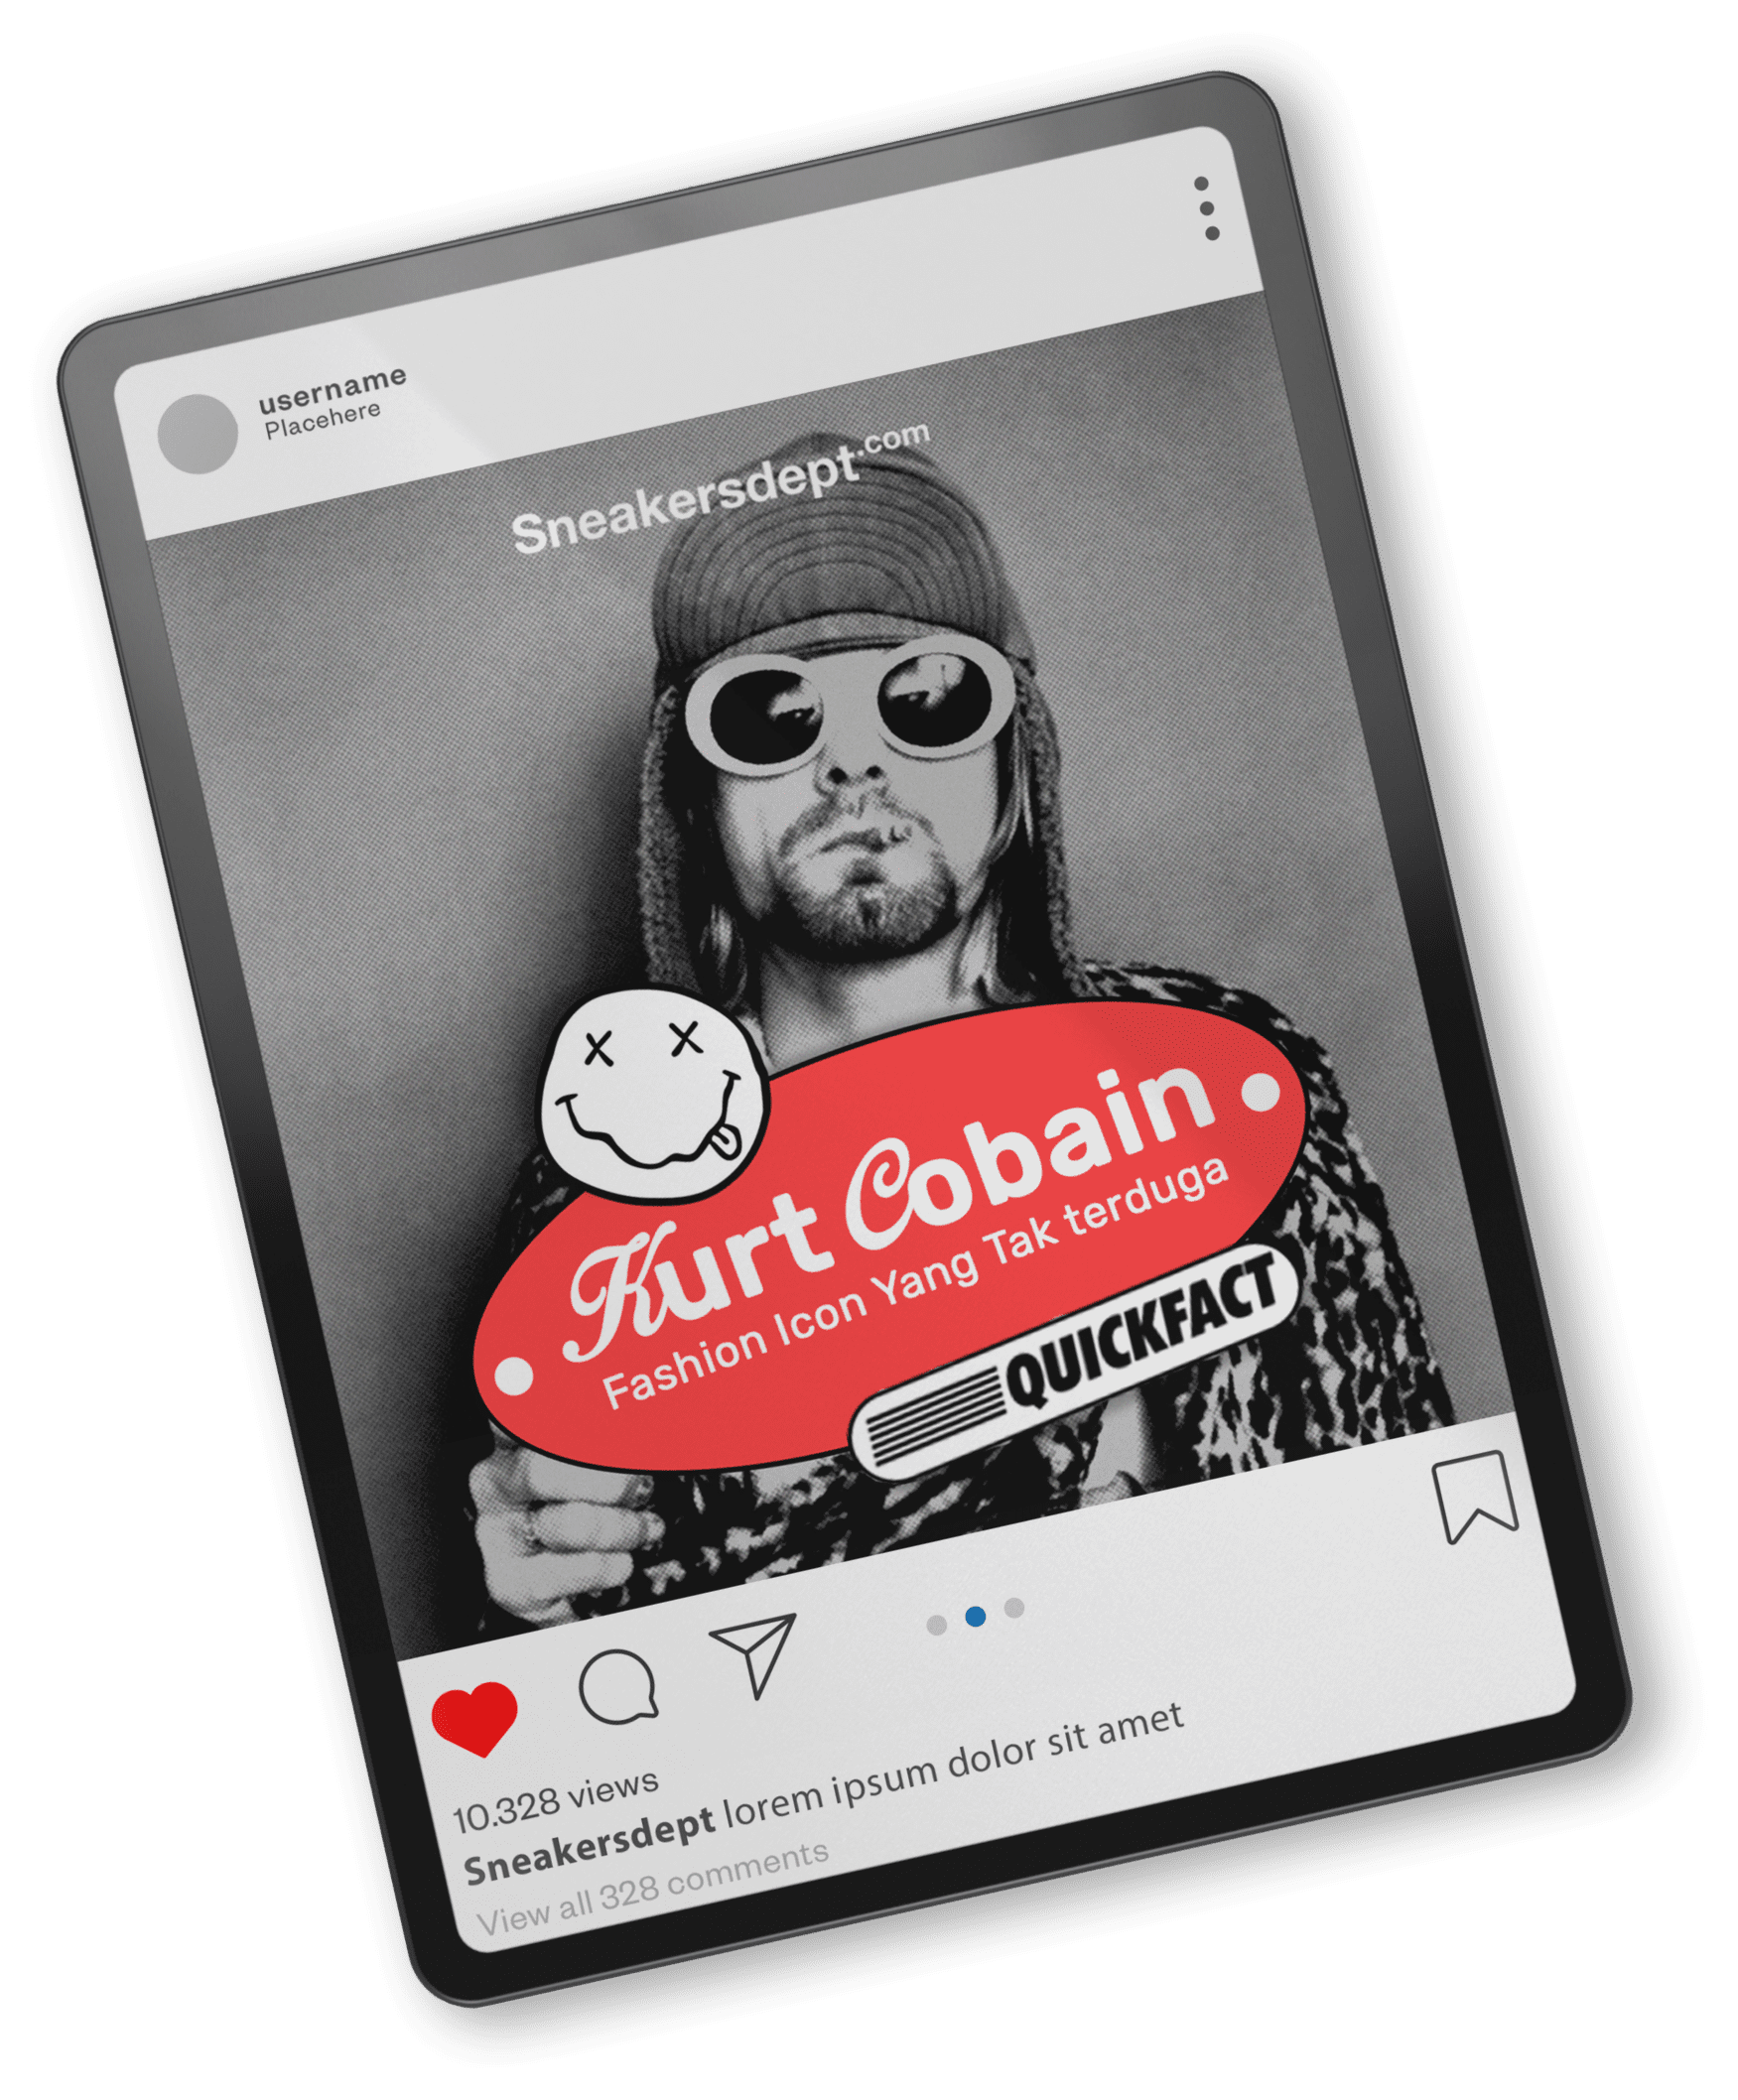 username
Placehere
Sneakersdept.com
Kurt Cobain
Fashion Icon Yang Tak terduga
QUICKFACT
10.328 views
Sneakersdept lorem ipsum dolor sit amet
View all 328 comments